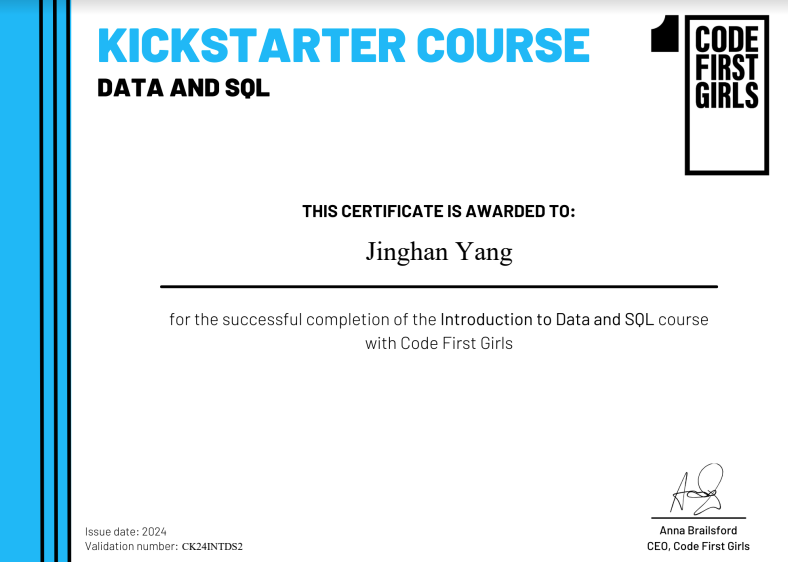 KICKSTARTER COURSE
DATA AND SQL
CODE
FIRST
GIRLS
THIS CERTIFICATE IS AWARDED TO:
Jinghan Yang
for the successful completion of the Introduction to Data and SQL course
with Code First Girls
Issue date: 2024
Validation number: CK24INTDS2
Anna Brailsford
CEO, Code First Girls